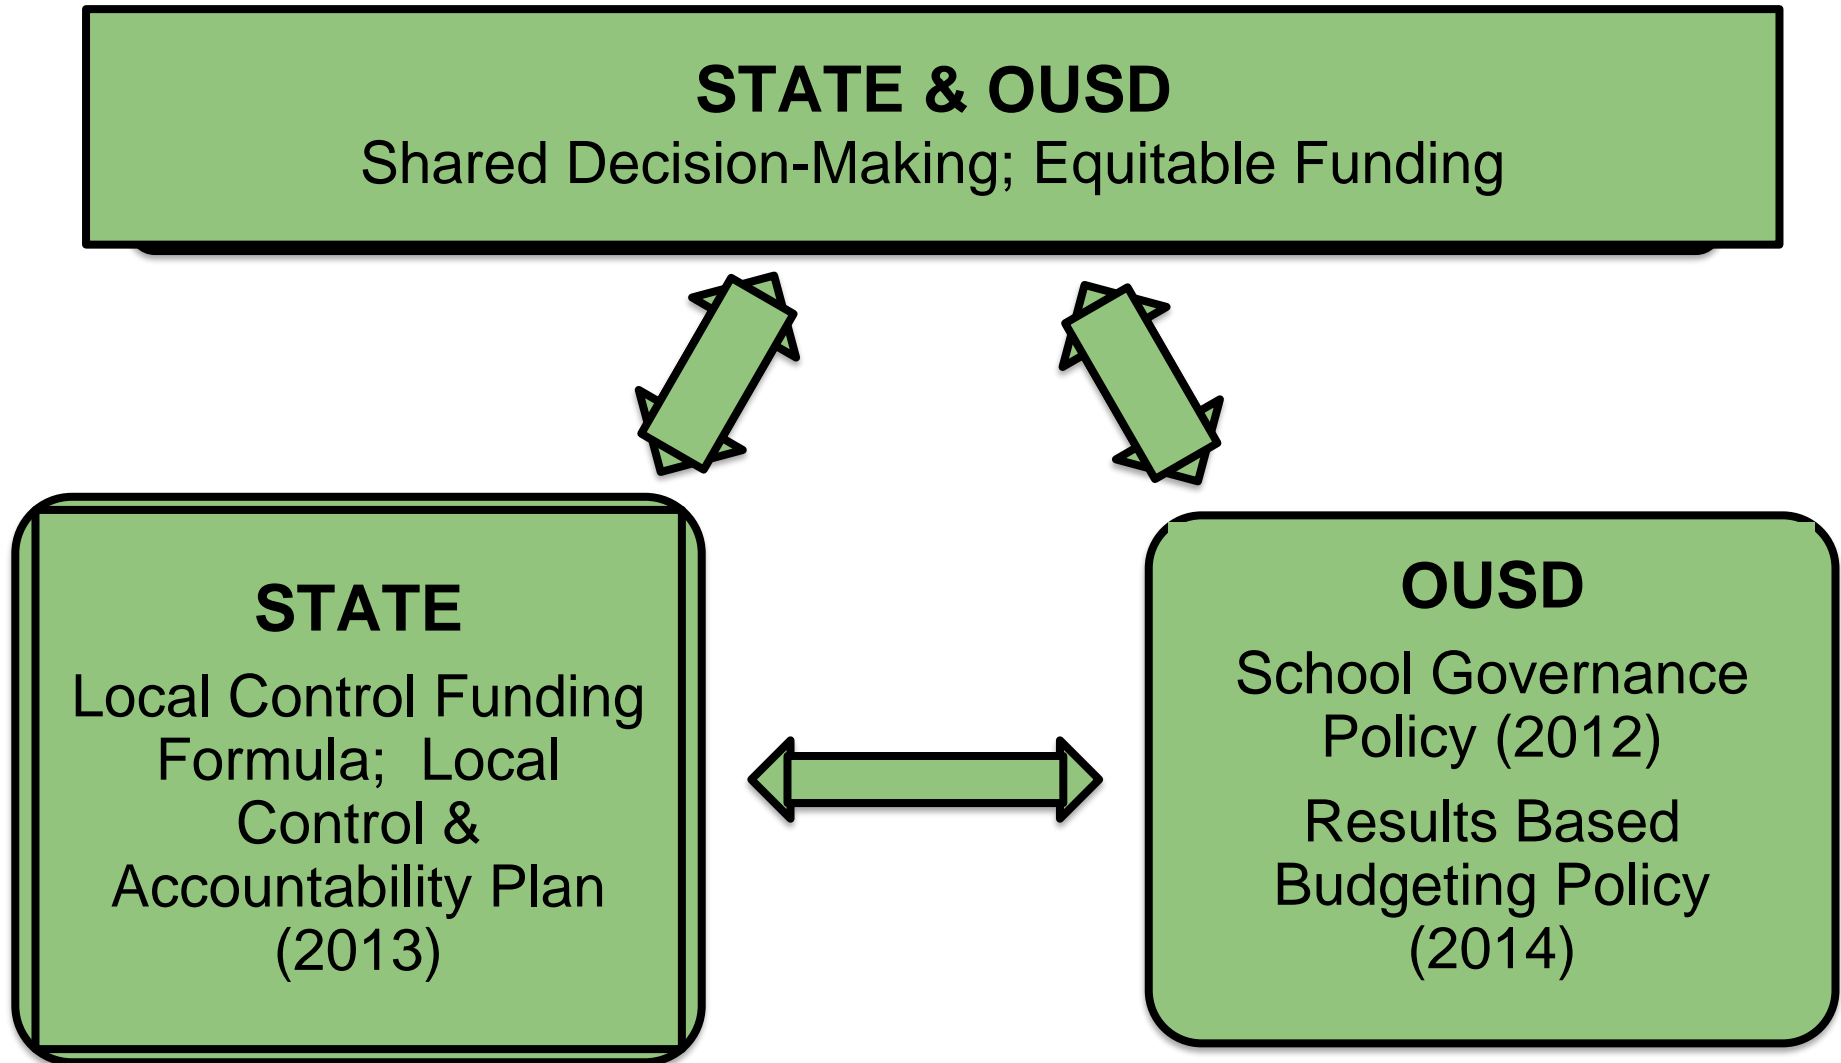 STATE & OUSD
Shared Decision-Making; Equitable Funding
STATE
Local Control Funding
Formula;  Local
Control &
Accountability Plan
(2013)
OUSD
School Governance
Policy (2012)
Results Based
Budgeting Policy
(2014)